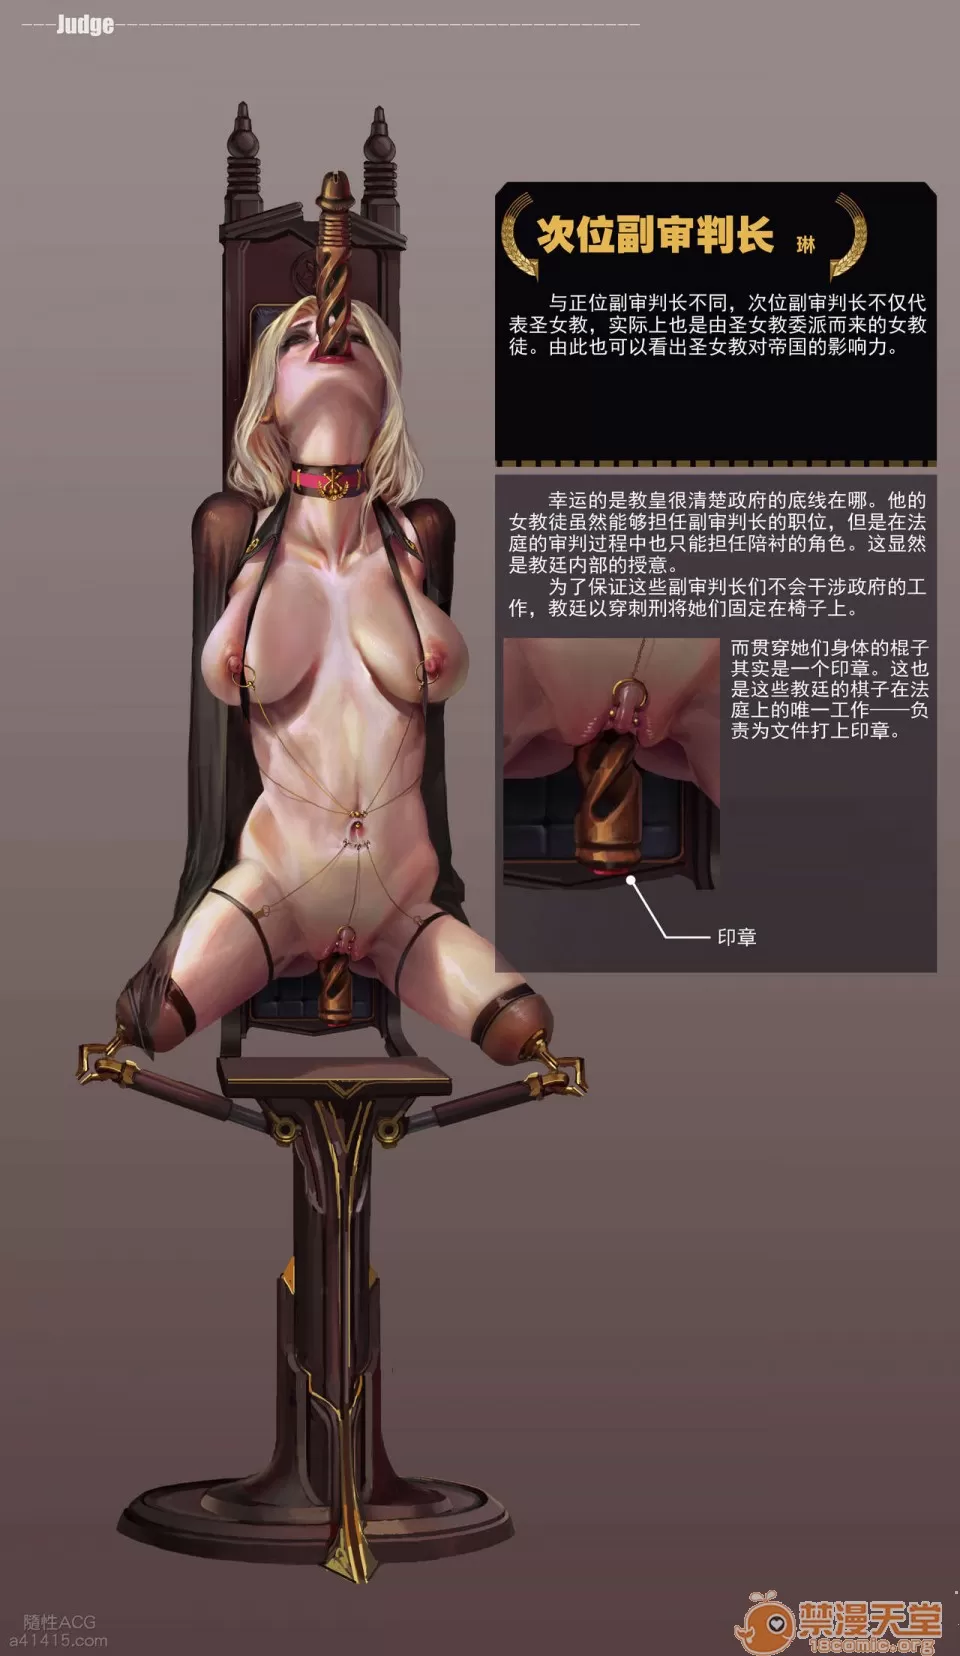 Judge
次位副审判长 琳
与正位副审判长不同，次位副审判长不仅代
表圣女教，实际上也是由圣女教委派而来的女教
徒。由此也可以看出圣女教对帝国的影响力。
幸运的是教皇很清楚政府的底线在哪。他的
女教徒虽然能够担任副审判长的职位，但是在法
庭的审判过程中也只能担任陪衬的角色。这显然
是教廷内部的授意。
为了保证这些副审判长们不会干涉政府的工
作，教廷以穿刺刑将她们固定在椅子上。
而贯穿她们身体的棍子
其实是一个印章。这也
是这些教廷的棋子在法
庭上的唯一工作——负
责为文件打上印章。
印章
隨性ACG
a41415.com
禁漫天堂
18comic.org